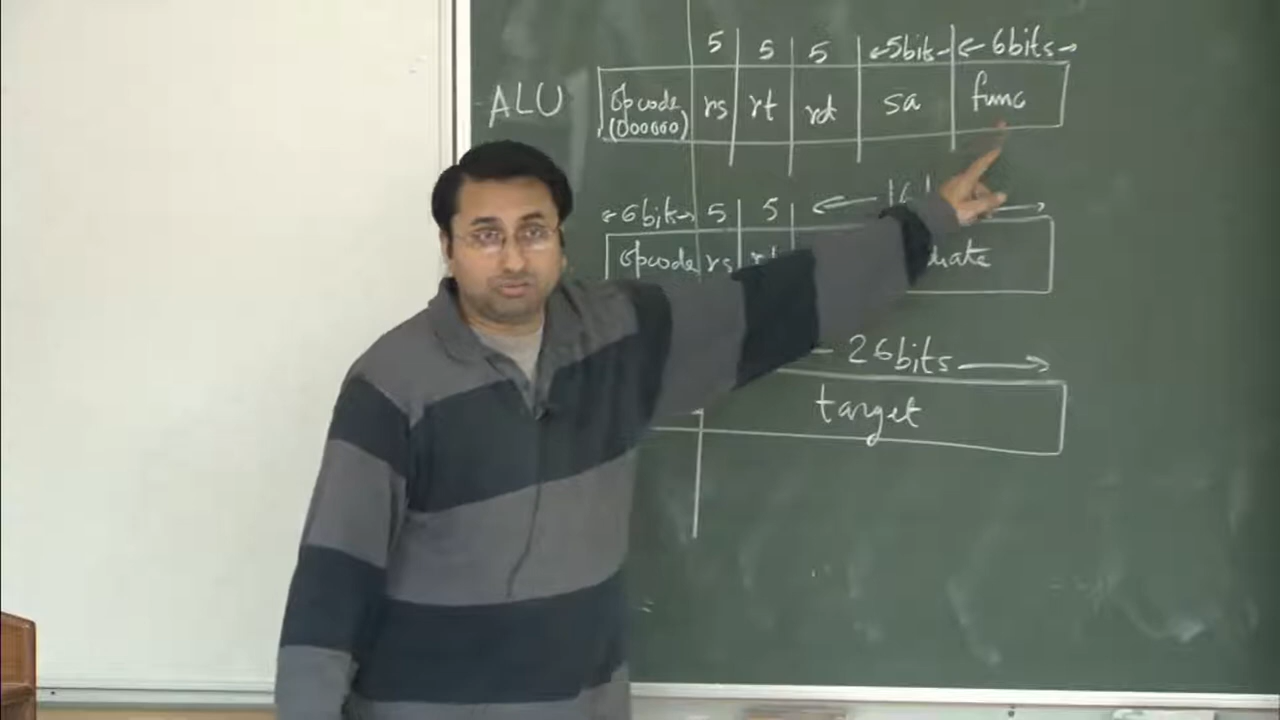 5 5 5 5bits 6bits
ALU opcode rs rt rd sa func
(000000)
6bits 5 5
opcode rs
26bits
target